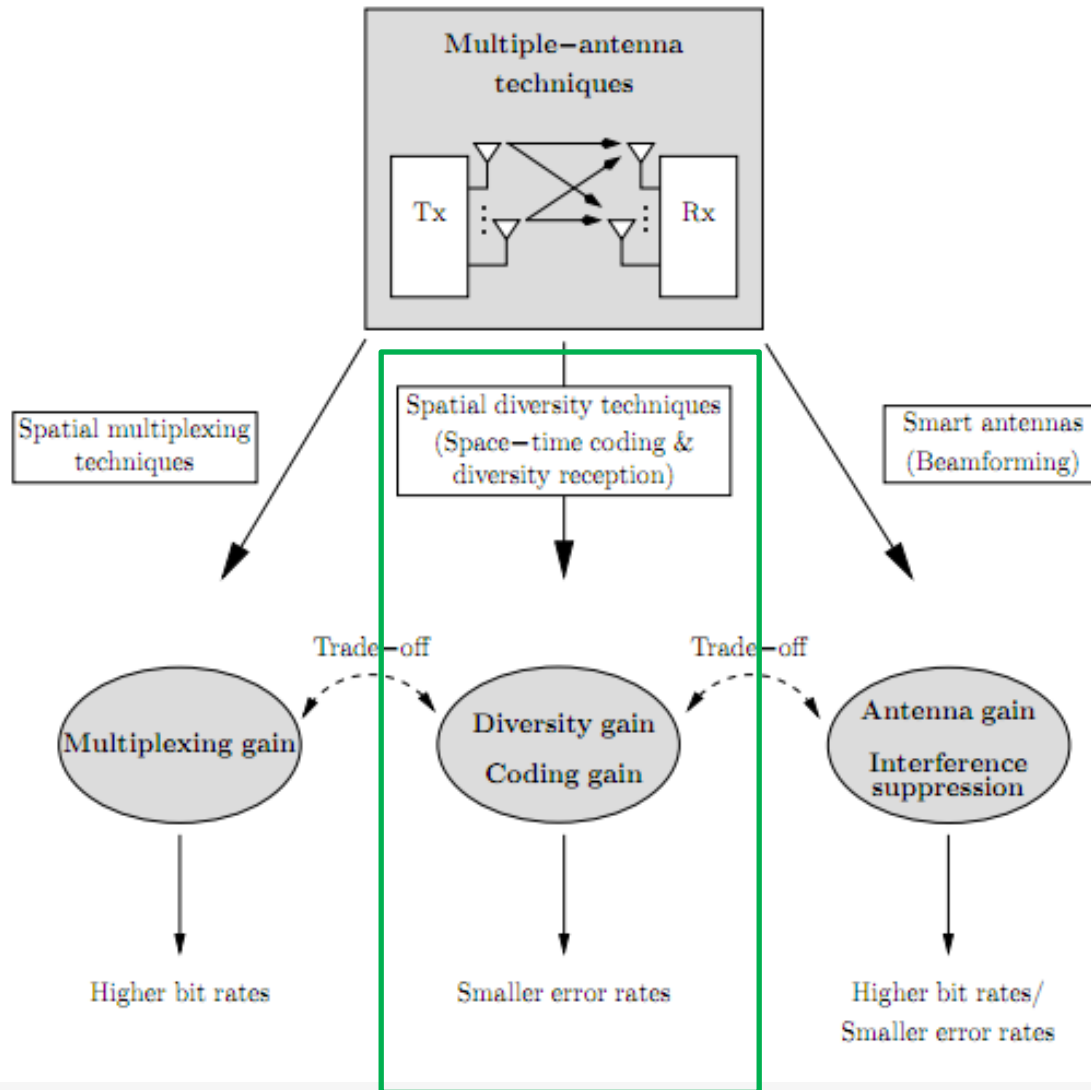 Multiple−antenna
techniques
Tx
Rx
Spatial multiplexing
techniques
Spatial diversity techniques
(Space−time coding &
diversity reception)
Smart antennas
(Beamforming)
Trade−off
Trade−off
Multiplexing gain
Diversity gain
Coding gain
Antenna gain
Interference
suppression
Higher bit rates
Smaller error rates
Higher bit rates/
Smaller error rates